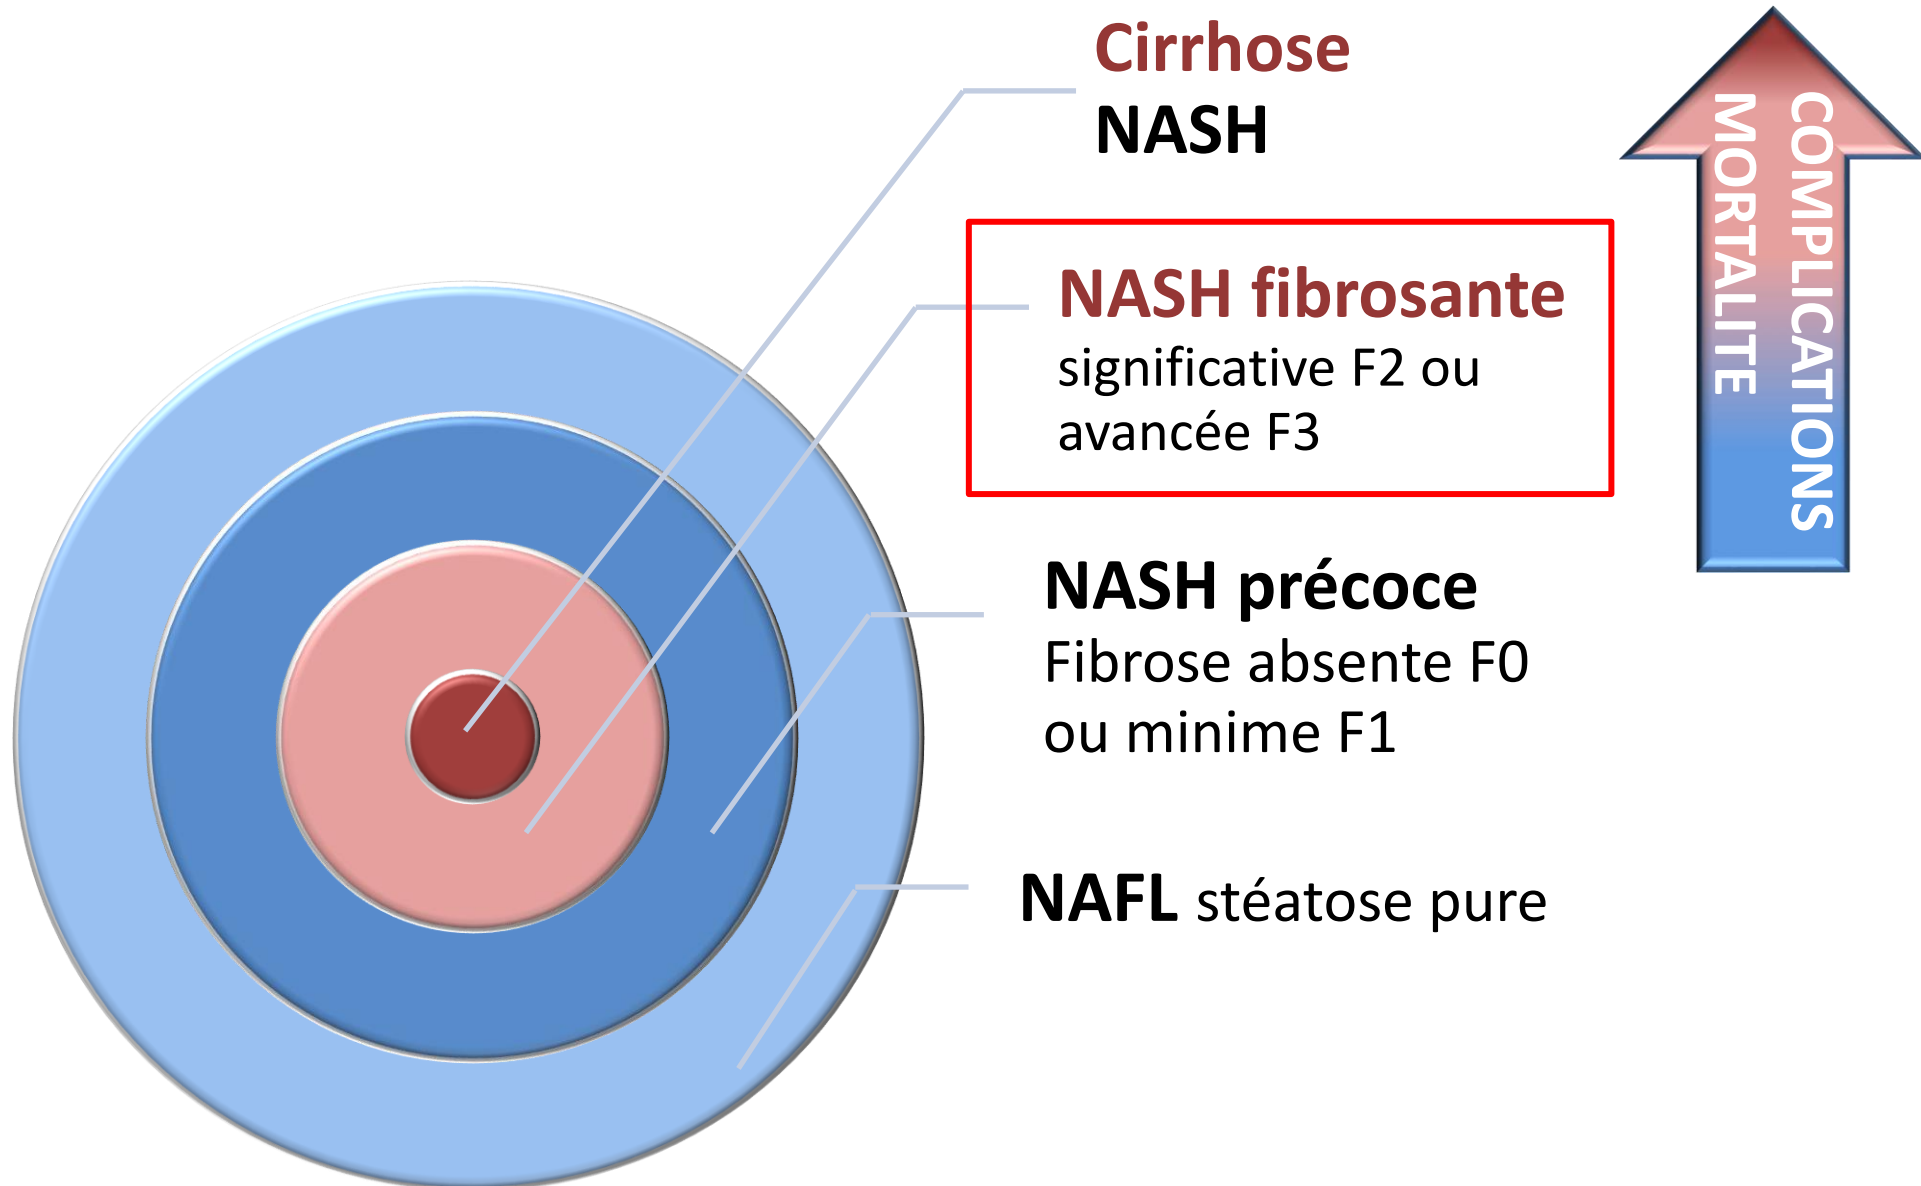 Cirrhose
NASH
NASH fibrosante
significative F2 ou
avancée F3
NASH précoce
Fibrose absente F0
ou minime F1
NAFL stéatose pure
COMPLICATIONS
MORTALITE